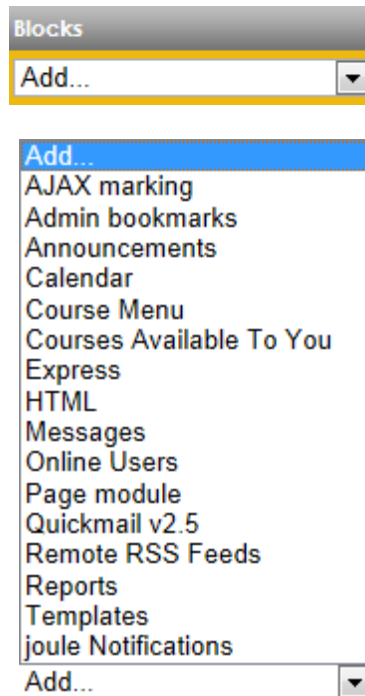 Blocks
Add...
Add...
AJAX marking
Admin bookmarks
Announcements
Calendar
Course Menu
Courses Available To You
Express
HTML
Messages
Online Users
Page module
Quickmail v2.5
Remote RSS Feeds
Reports
Templates
joule Notifications
Add...